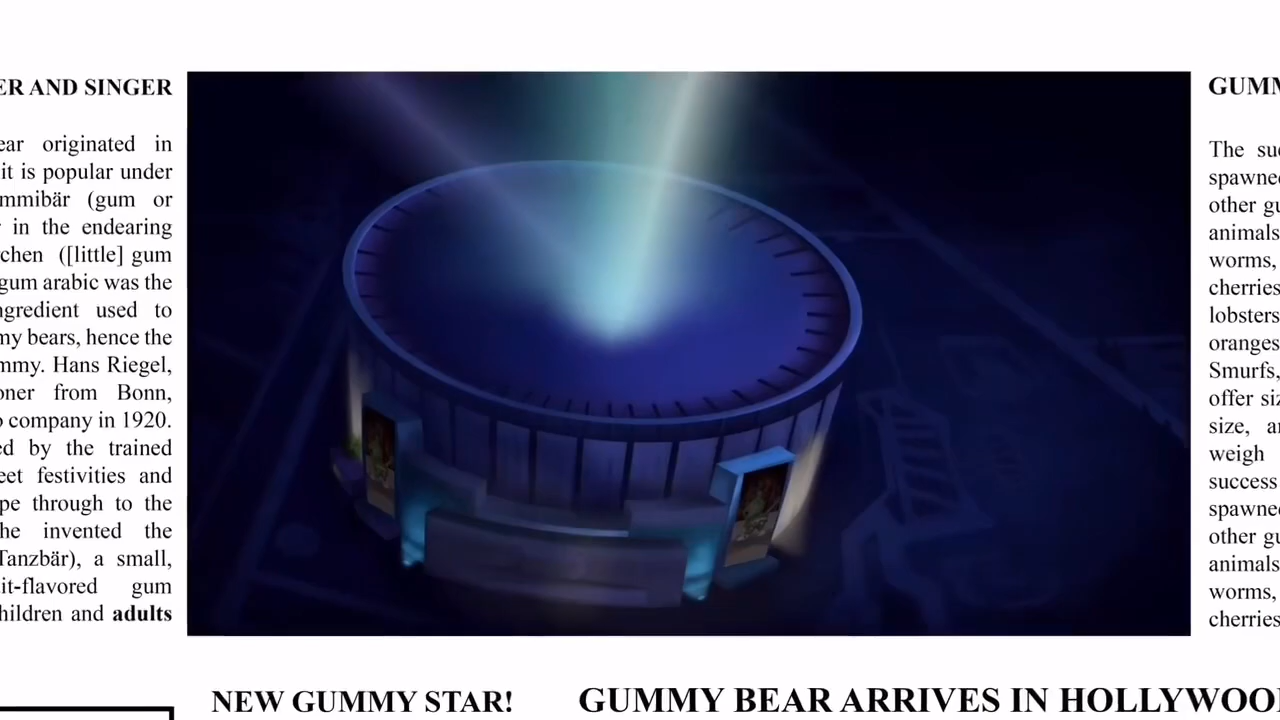 ER AND SINGER
ear originated in
it is popular under
mmibär (gum or
r in the endearing
chen ([little] gum
gum arabic was the
ngredient used to
my bears, hence the
mmy. Hans Riegel,
oner from Bonn,
o company in 1920.
ed by the trained
eet festivities and
pe through to the
he invented the
Tanzbär), a small,
it-flavored gum
hildren and adults
GUMM
The su
spawned
other gu
animals
worms,
cherries
lobsters
oranges
Smurfs,
offer siz
size, a
weigh
success
spawned
other gu
animals
worms,
cherries
NEW GUMMY STAR!
GUMMY BEAR ARRIVES IN HOLLYWOO